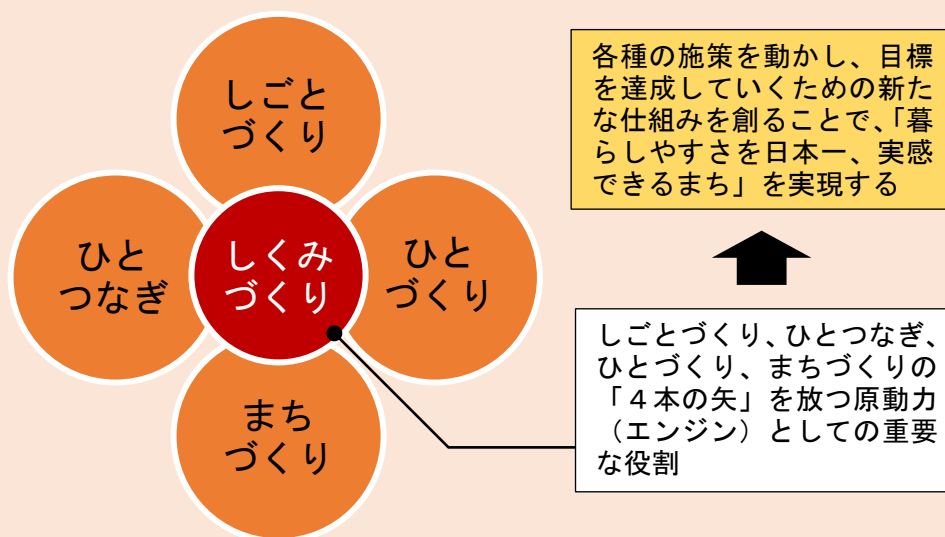 しごと
づくり
ひと
つなぎ
しくみ
づくり
ひと
づくり
まち
づくり
各種の施策を動かし、目標
を達成していくための新た
な仕組みを創ることで、「暮
らしやすさを日本一、実感
できるまち」を実現する
しごとづくり、ひとつなぎ、
ひとづくり、まちづくりの
「４本の矢」を放つ原動力
（エンジン）としての重要
な役割